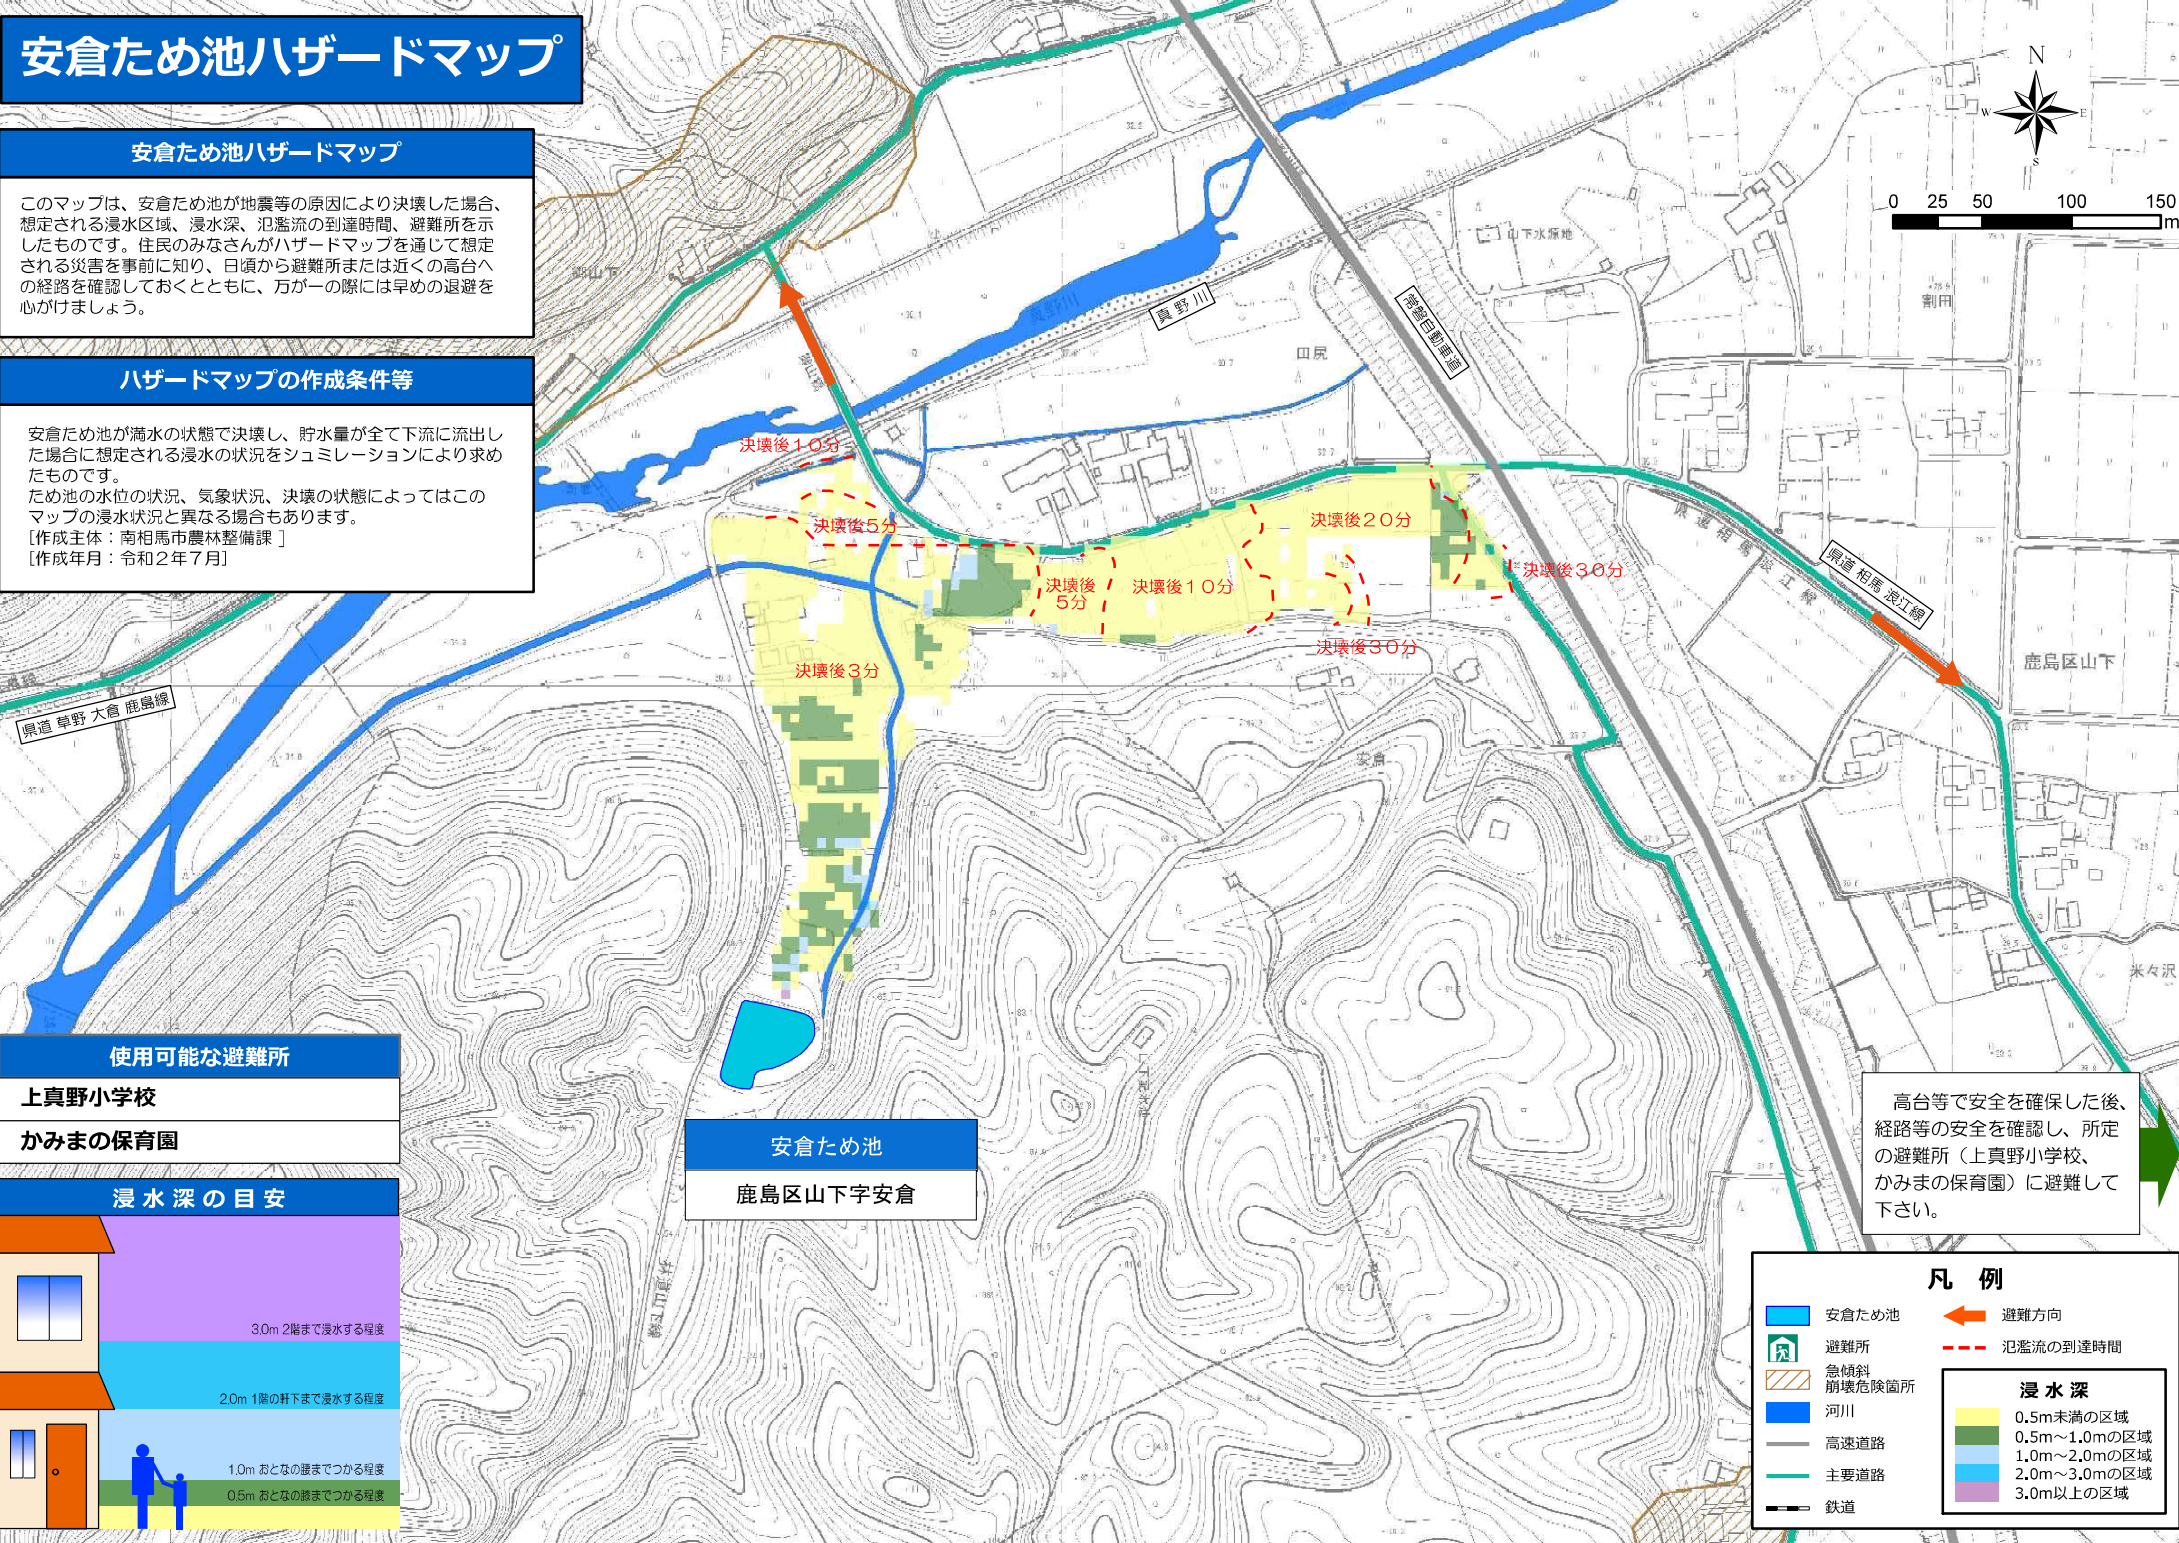 安倉ため池ハザードマップ
安倉ため池ハザードマップ
このマップは、安倉ため池が地震等の原因により決壊した場合、
想定される浸水区域、浸水深、氾濫流の到達時間、避難所を示
したものです。住民のみなさんがハザードマップを通じて想定
される災害を事前に知り、日頃から避難所または近くの高台へ
の経路を確認しておくとともに、万が一の際には早めの退避を
心がけましょう。
ハザードマップの作成条件等
安倉ため池が満水の状態で決壊し、貯水量が全て下流に流出し
た場合に想定される浸水の状況をシュミレーションにより求め
たものです。
ため池の水位の状況、気象状況、決壊の状態によってはこの
マップの浸水状況と異なる場合もあります。
[作成主体：南相馬市農林整備課 ]
[作成年月：令和２年７月]
N
W
E
S
0 25 50 100 150
m
山下水源地
割田
真野川
常磐自動車道
田尻
決壊後１０分
決壊後５分
決壊後２０分
決壊後
５分
決壊後１０分
決壊後３０分
決壊後３０分
決壊後３分
県道 相馬 浪江線
県道相馬浪江線
鹿島区山下
県道 草野 大倉 鹿島線
安倉
米々沢
使用可能な避難所
上真野小学校
かみまの保育園
安倉ため池
鹿島区山下字安倉
高台等で安全を確保した後、
経路等の安全を確認し、所定
の避難所（上真野小学校、
かみまの保育園）に避難して
下さい。
浸水深の目安
3.0m 2階まで浸水する程度
2.0m 1階の軒下まで浸水する程度
1.0m おとなの腰までつかる程度
0.5m おとなの膝までつかる程度
凡 例
安倉ため池
避難所
急傾斜
崩壊危険箇所
河川
高速道路
主要道路
鉄道
避難方向
氾濫流の到達時間
浸水深
0.5m未満の区域
0.5m～1.0mの区域
1.0m～2.0mの区域
2.0m～3.0mの区域
3.0m以上の区域